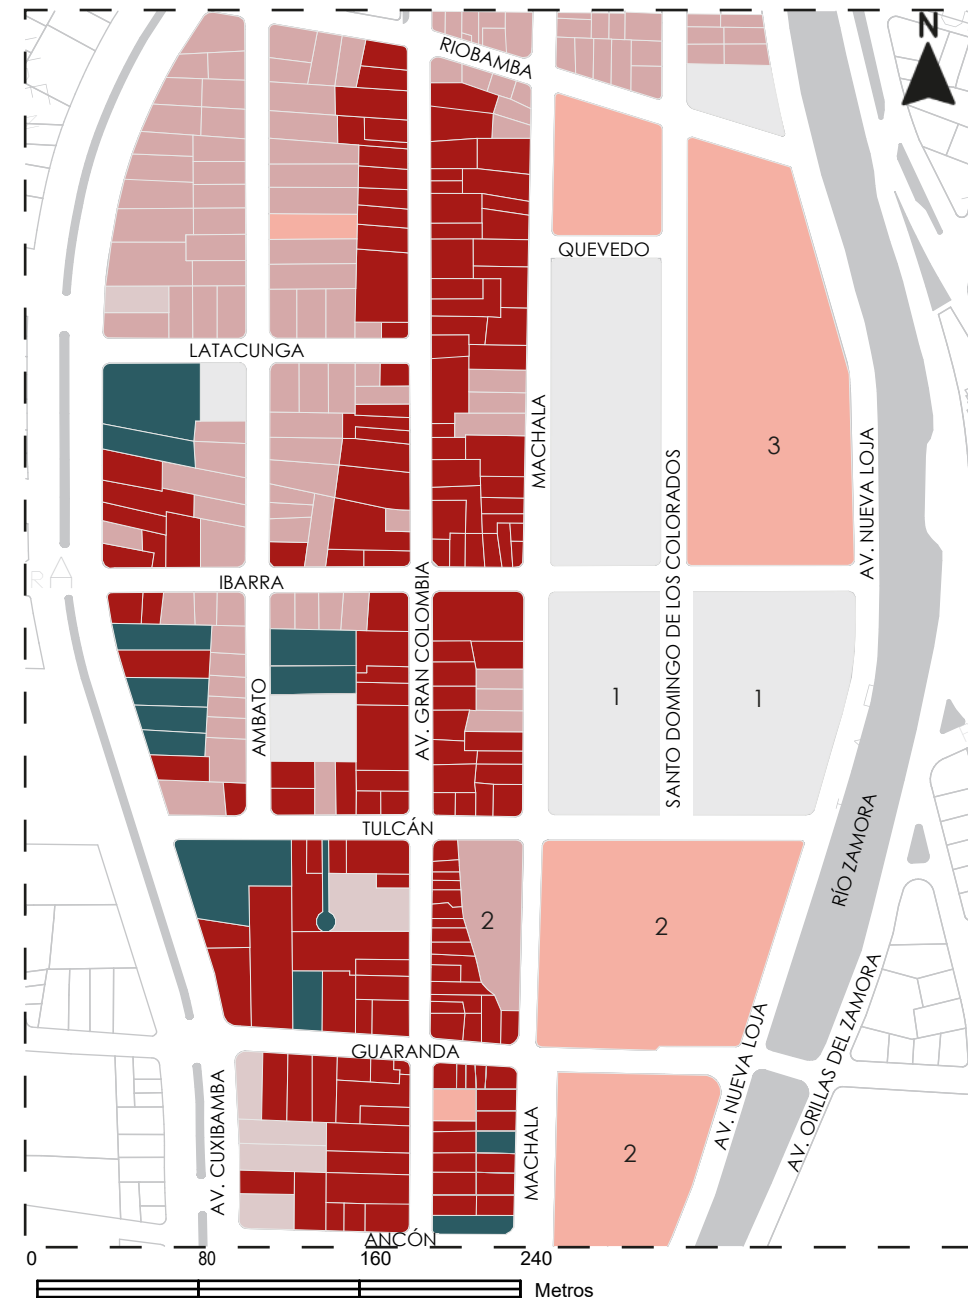 N
RIOBAMBA
QUEVEDO
LATACUNGA
MACHALA
3
SANTO DOMINGO DE LOS COLORADOS
AV. NUEVA LOJA
RA
IBARRA
AV. GRAN COLOMBIA
AMBATO
1
1
TULCÁN
RÍO ZAMORA
2
2
GUARANDA
AV. NUEVA LOJA
AV. ORILLAS DEL ZAMORA
AV. CUXIBAMBA
MACHALA
2
ANCÓN
0 80 160 240
Metros